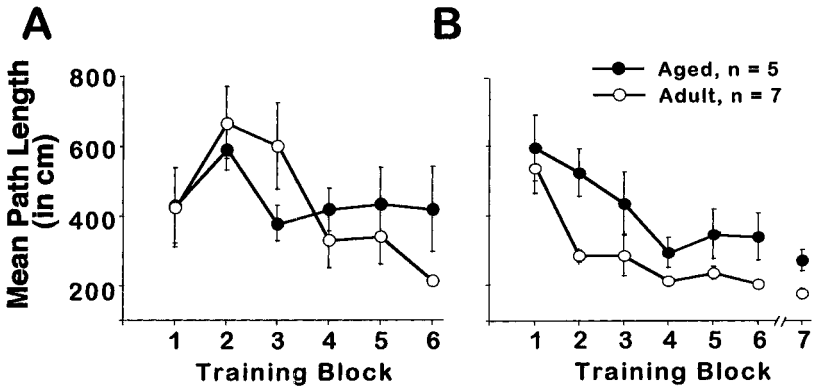 A
B
Aged, n = 5
Adult, n = 7
Mean Path Length
(in cm)
800
600
400
200
1 2 3 4 5 6
Training Block
1 2 3 4 5 6 7
Training Block